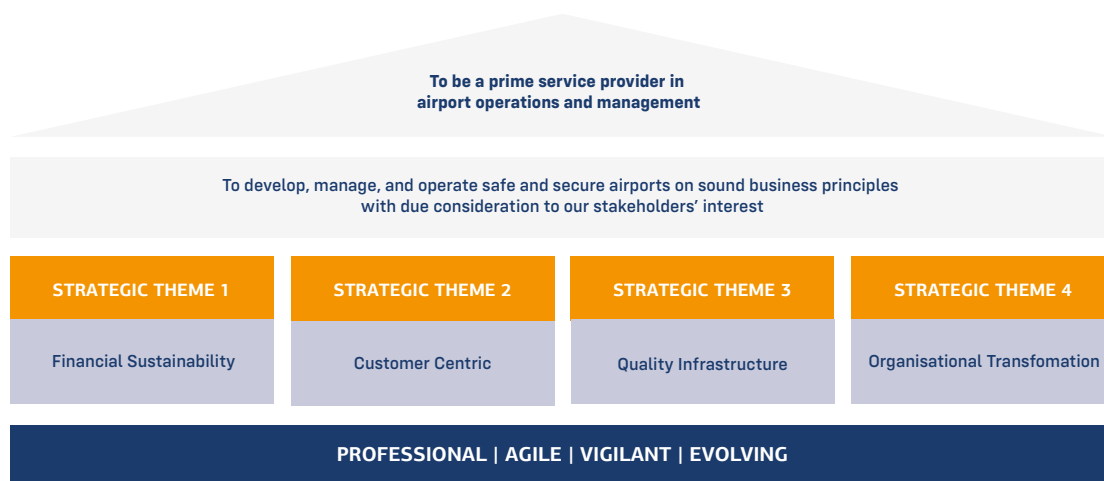 To be a prime service provider in
airport operations and management
To develop, manage, and operate safe and secure airports on sound business principles
with due consideration to our stakeholders’ interest
STRATEGIC THEME 1
Financial Sustainability
STRATEGIC THEME 2
Customer Centric
STRATEGIC THEME 3
Quality Infrastructure
STRATEGIC THEME 4
Organisational Transfomation
PROFESSIONAL | AGILE | VIGILANT | EVOLVING